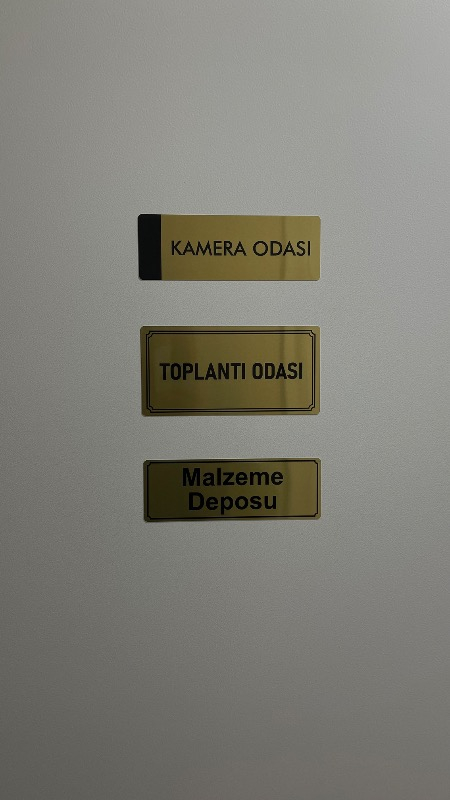 KAMERA ODASI
TOPLANTI ODASI
Malzeme
Deposu